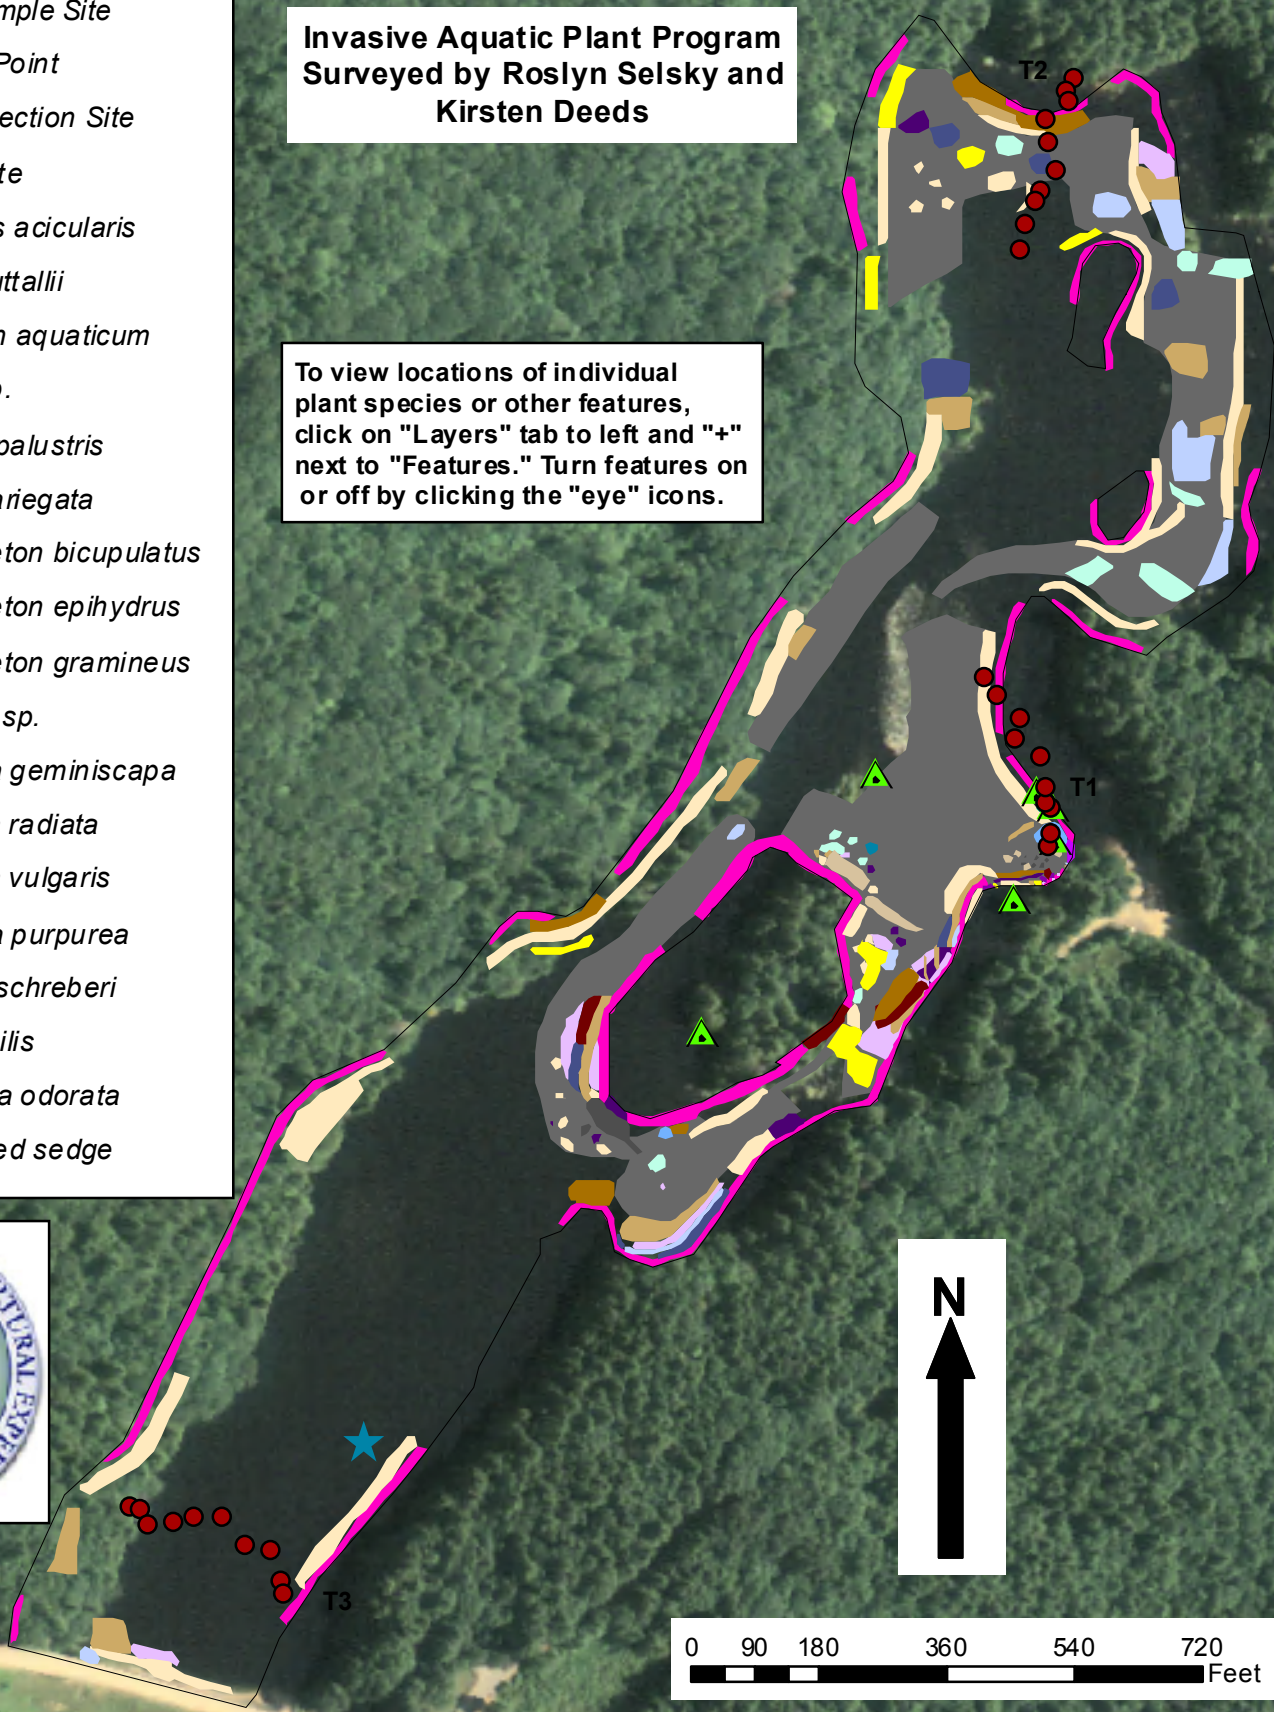 mple Site
Point
ection Site
te
s acicularis
ttallii
n aquaticum
.
palustris
ariegata
eton bicupulatus
eton epihydrus
eton gramineus
sp.
geminiscapa
radiata
vulgaris
purpurea
schreberi
ilis
a odorata
ed sedge
Invasive Aquatic Plant Program
Surveyed by Roslyn Selsky and
Kirsten Deeds
T2
To view locations of individual
plant species or other features,
click on "Layers" tab to left and "+"
next to "Features." Turn features on
or off by clicking the "eye" icons.
T1
N
T3
0 90 180 360 540 720
Feet
TURAL EXPE